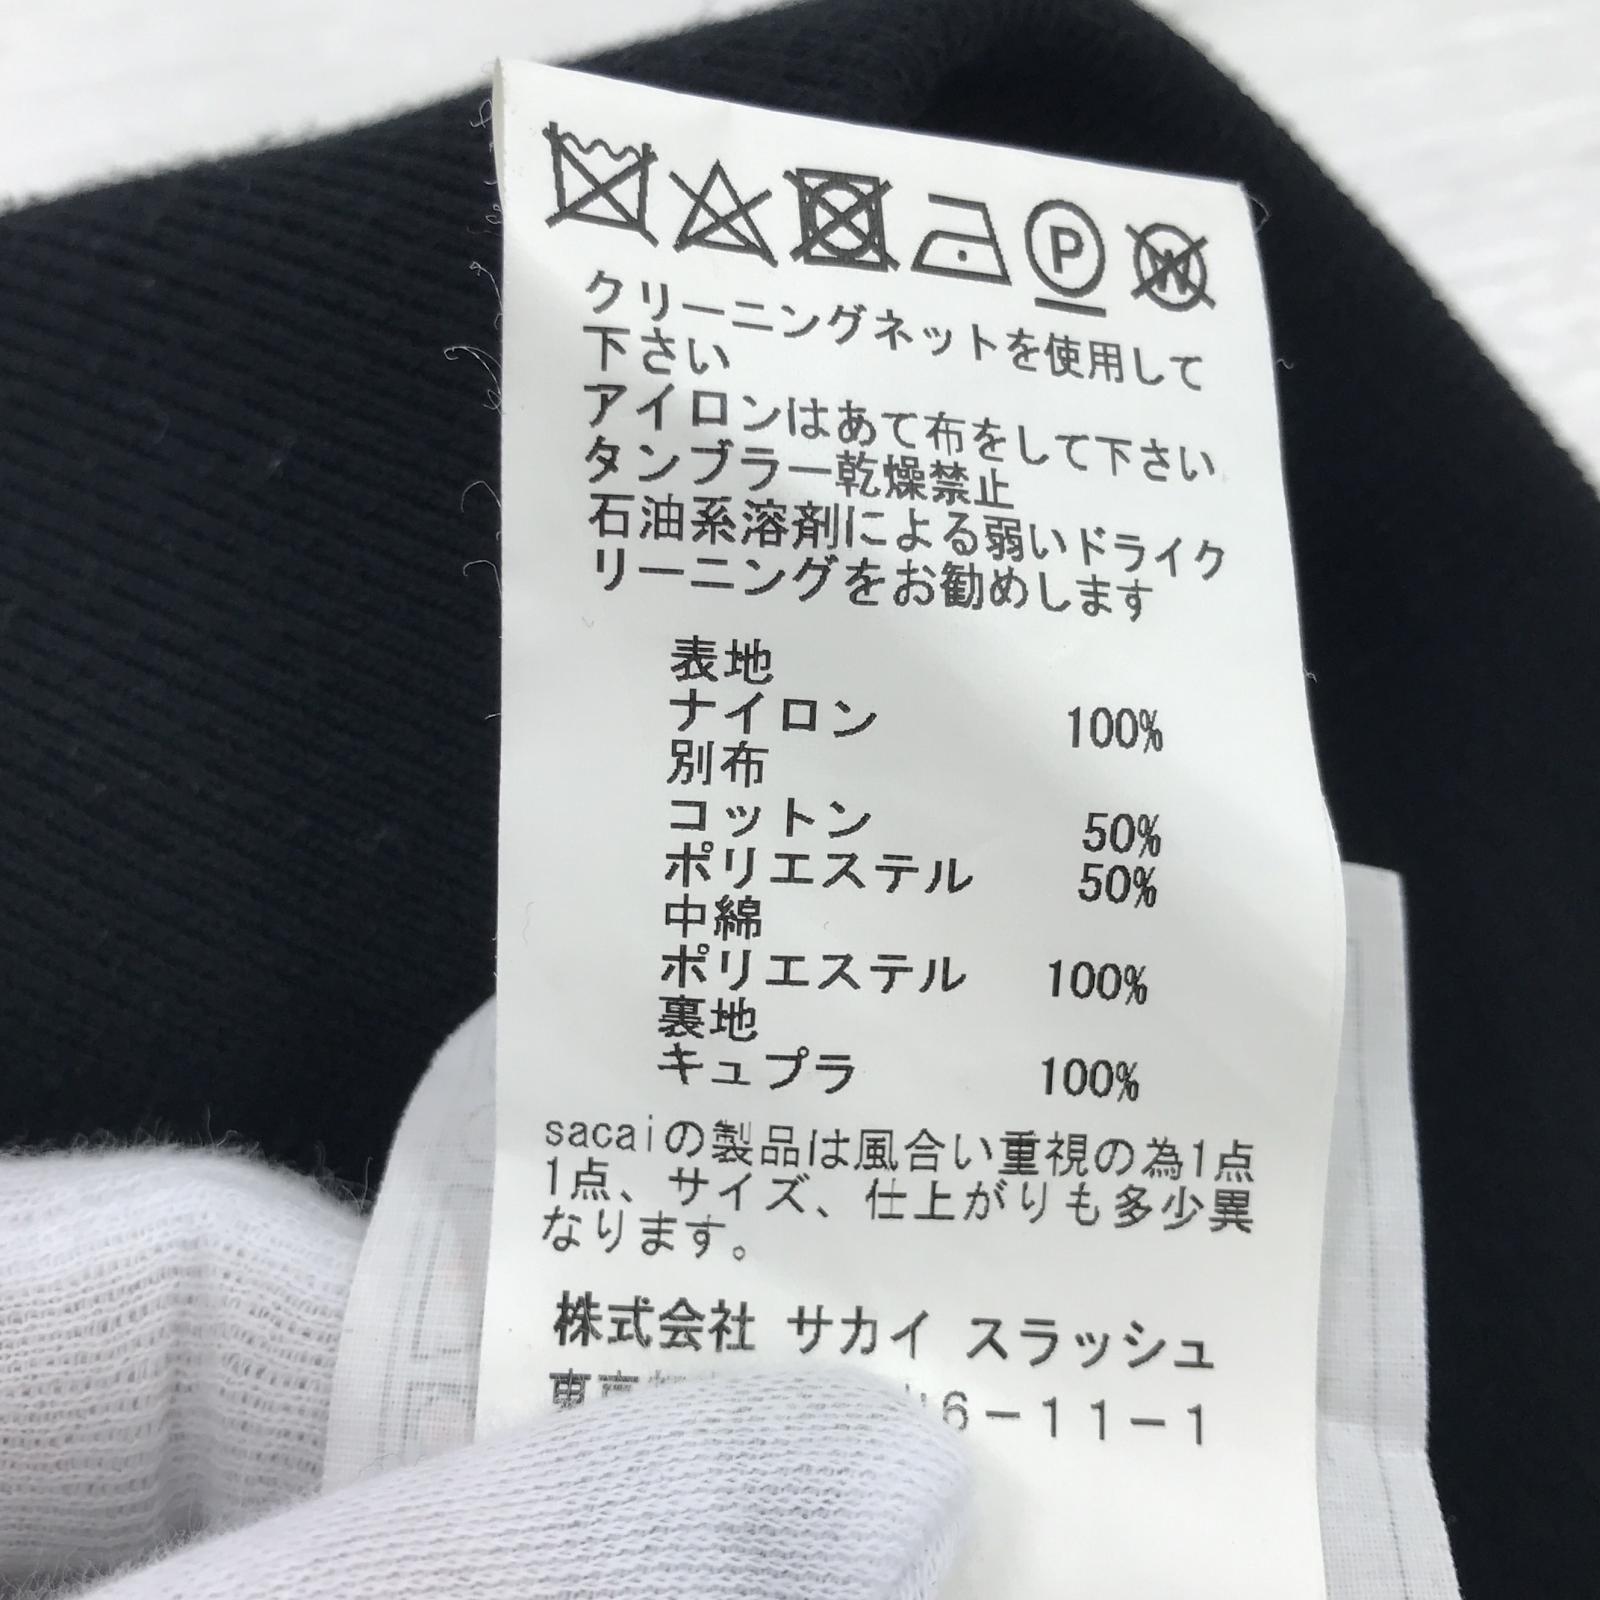 P W
クリーニングネットを使用して
下さい
アイロンはあて布をして下さい
タンブラー乾燥禁止
石油系溶剤による弱いドライク
リーニングをお勧めします
表地
ナイロン 100%
別布
コットン 50%
ポリエステル 50%
中綿
ポリエステル 100%
裏地
キュプラ 100%
sacaiの製品は風合い重視の為1点
1点、サイズ、仕上がりも多少異
なります。
株式会社 サカイ スラッシュ
東京 6-11-1